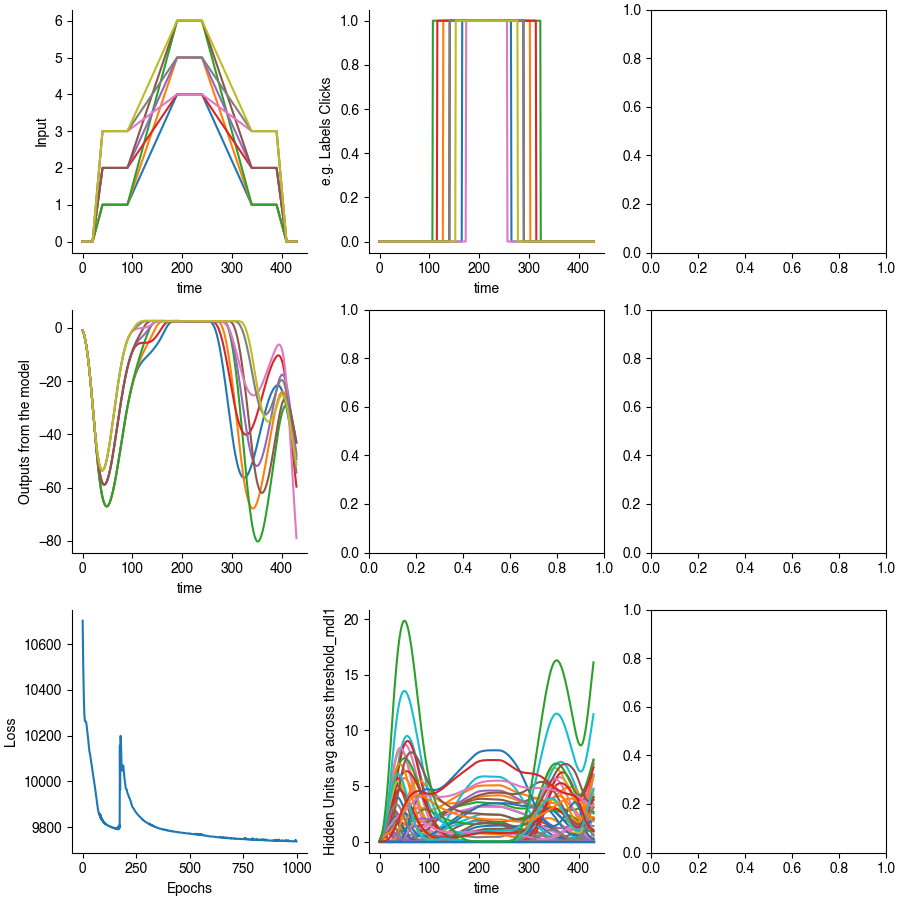 6
5
4
3
2
1
0
Input
0 100 200 300 400
time
1.0
0.8
0.6
0.4
0.2
0.0
e.g. Labels Clicks
0 100 200 300 400
time
1.0
0.8
0.6
0.4
0.2
0.0
0.0 0.2 0.4 0.6 0.8 1.0
0
−20
−40
−60
−80
Outputs from the model
0 100 200 300 400
time
1.0
0.8
0.6
0.4
0.2
0.0
0.0 0.2 0.4 0.6 0.8 1.0
1.0
0.8
0.6
0.4
0.2
0.0
0.0 0.2 0.4 0.6 0.8 1.0
10600
10400
10200
10000
9800
Loss
0 250 500 750 1000
Epochs
20
15
10
5
0
Hidden Units avg across threshold_mdl1
0 100 200 300 400
time
1.0
0.8
0.6
0.4
0.2
0.0
0.0 0.2 0.4 0.6 0.8 1.0